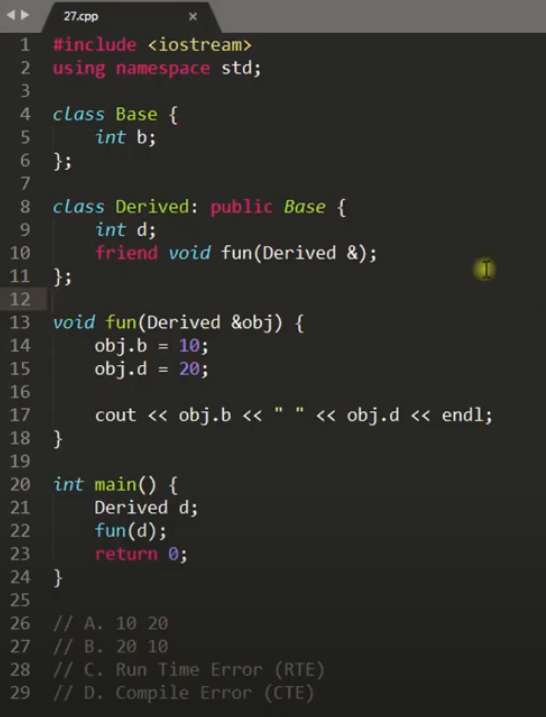 27.cpp ×
1 #include <iostream>
2 using namespace std;
3
4 class Base {
5     int b;
6 };
7
8 class Derived: public Base {
9     int d;
10     friend void fun(Derived &);
11 };
12
13 void fun(Derived &obj) {
14     obj.b = 10;
15     obj.d = 20;
16
17     cout << obj.b << " " << obj.d << endl;
18 }
19
20 int main() {
21     Derived d;
22     fun(d);
23     return 0;
24 }
25
26 // A. 10 20
27 // B. 20 10
28 // C. Run Time Error (RTE)
29 // D. Compile Error (CTE)